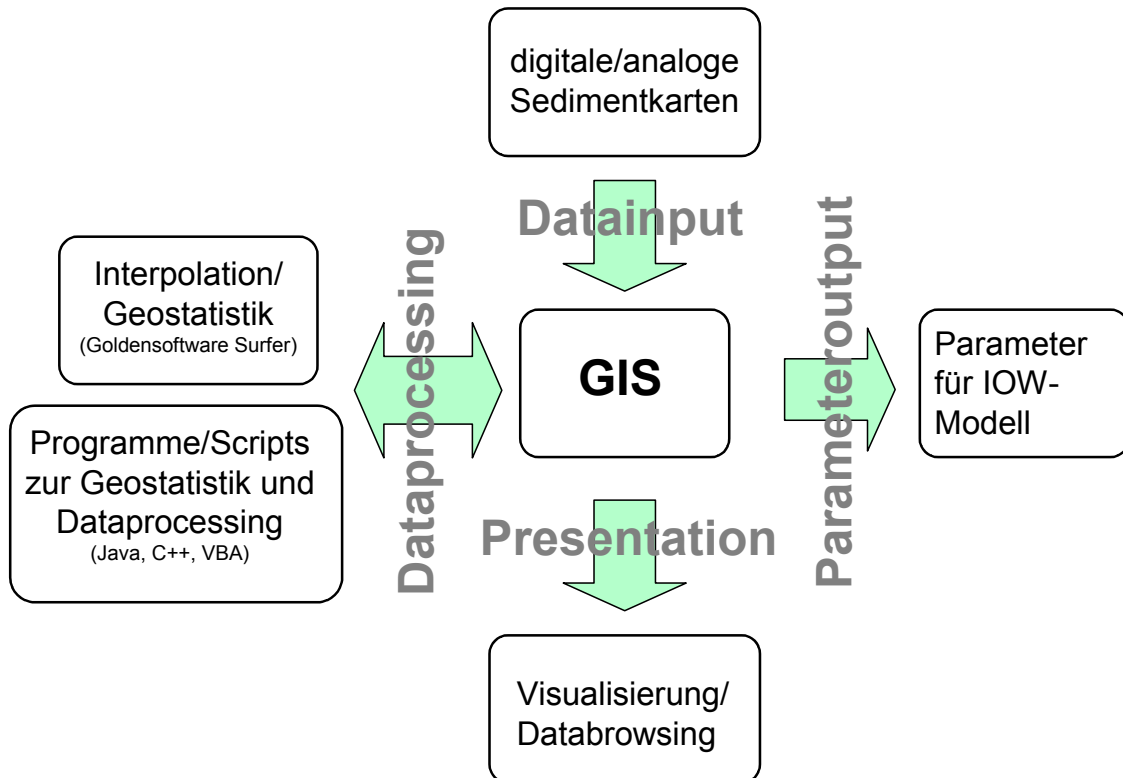 digitale/analoge
Sedimentkarten
Datainput
Interpolation/
Geostatistik
(Goldensoftware Surfer)
Programme/Scripts
zur Geostatistik und
Dataprocessing
(Java, C++, VBA)
Dataprocessing
GIS
Parameteroutput
Parameter
für IOW-
Modell
Presentation
Visualisierung/
Databrowsing